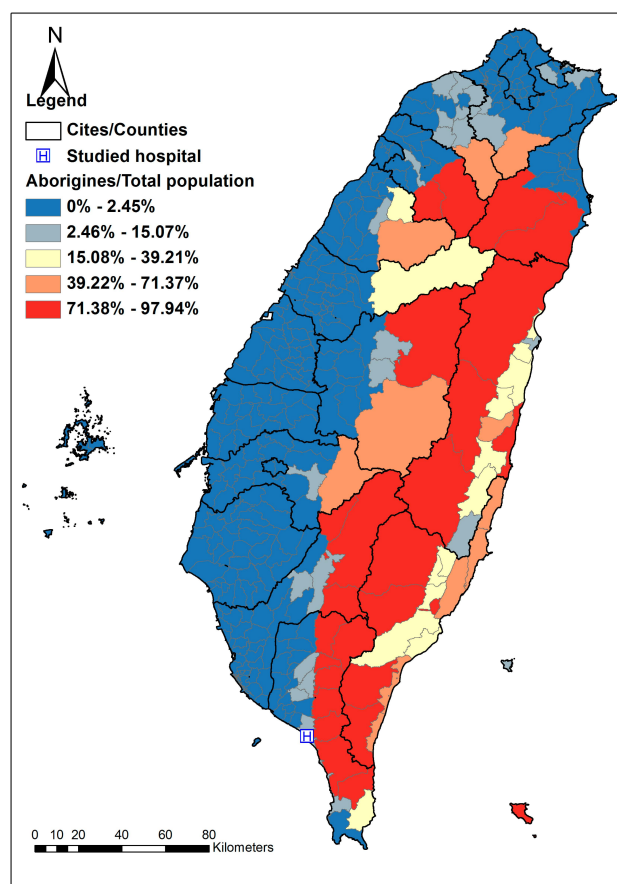 N
Legend
Cites/Counties
H Studied hospital
Aborigines/Total population
0% - 2.45%
2.46% - 15.07%
15.08% - 39.21%
39.22% - 71.37%
71.38% - 97.94%
H
0 5 10 20 40 60 80
Kilometers